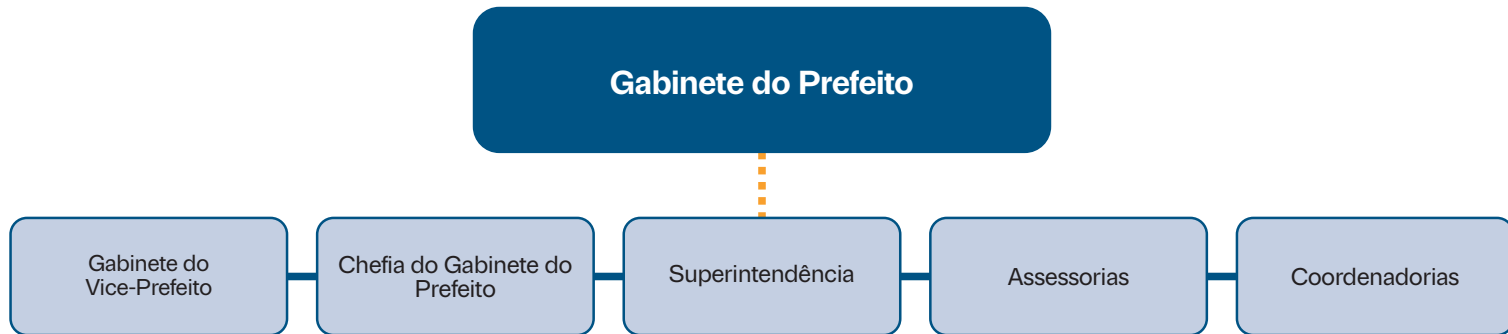 Gabinete do Prefeito
Gabinete do
Vice-Prefeito
Chefia do Gabinete do
Prefeito
Superintendência
Assessorias
Coordenadorias